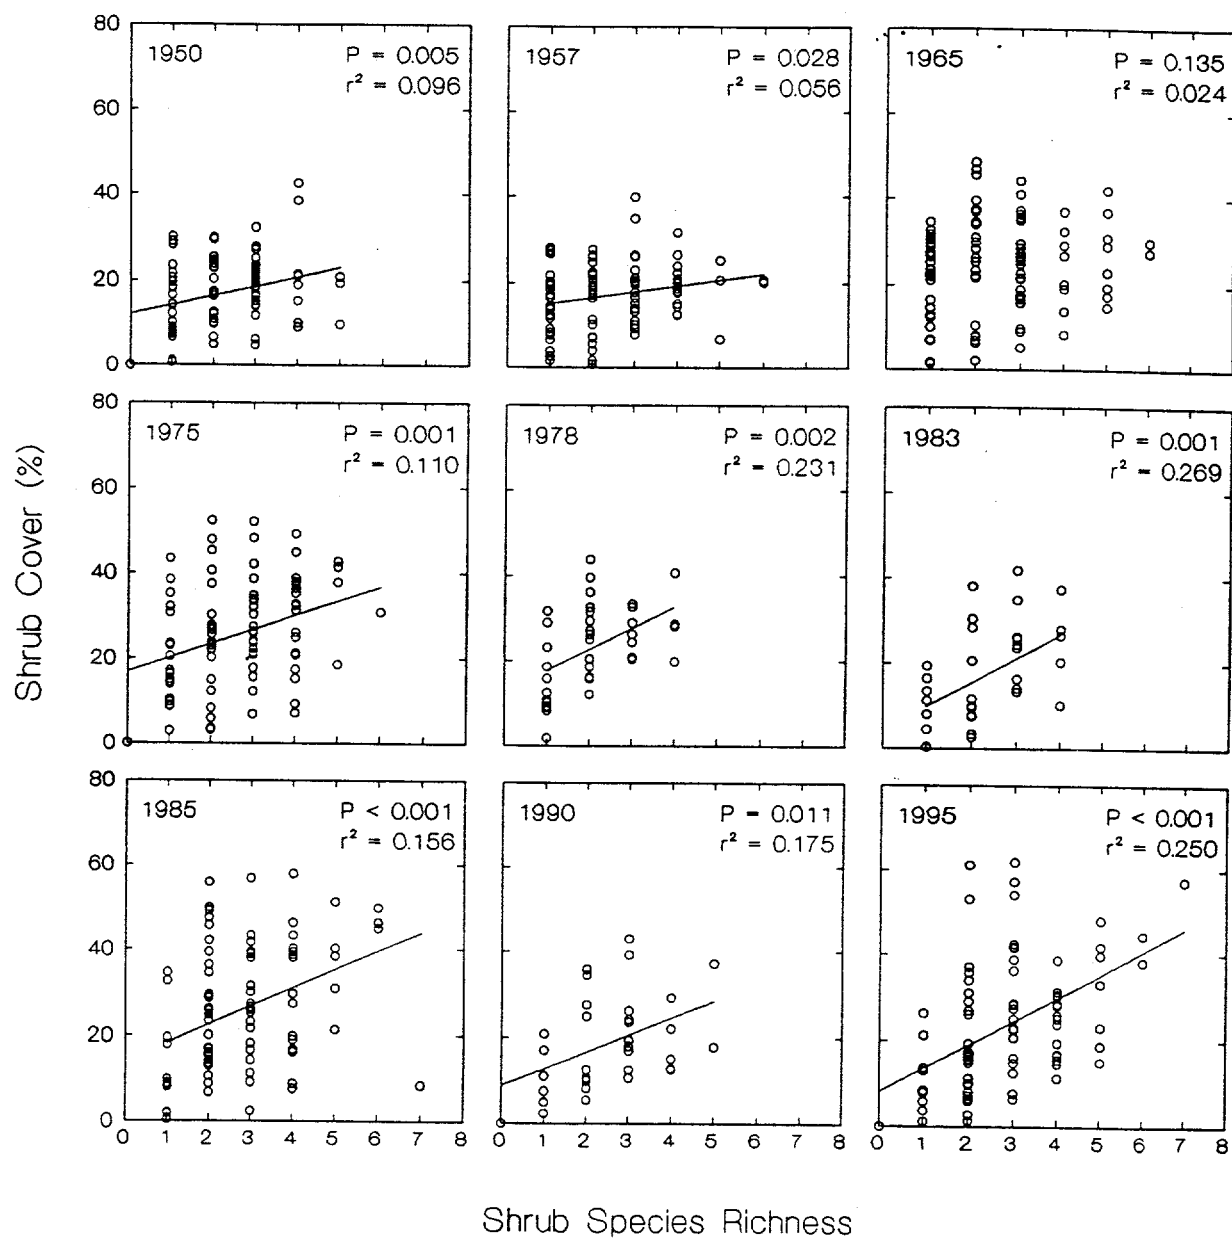 80
60
40
20
0
1950
P = 0.005
r² = 0.096
1957
P = 0.028
r² = 0.056
1965
P = 0.135
r² = 0.024
80
60
40
20
0
1975
P = 0.001
r² = 0.110
1978
P = 0.002
r² = 0.231
1983
P = 0.001
r² = 0.269
Shrub Cover (%)
80
60
40
20
0
1985
P < 0.001
r² = 0.156
1990
P = 0.011
r² = 0.175
1995
P < 0.001
r² = 0.250
0 1 2 3 4 5 6 7 8
1 2 3 4 5 6 7 8
0 1 2 3 4 5 6 7 8
Shrub Species Richness